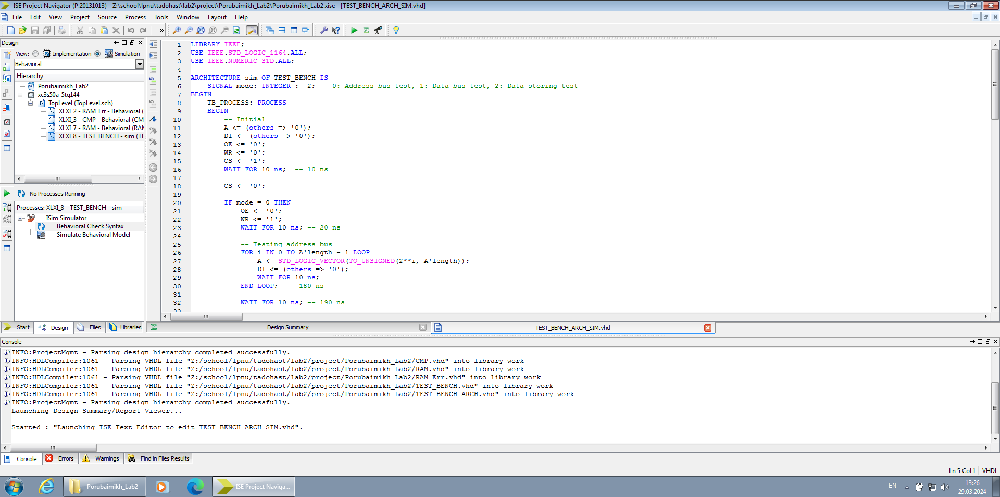 ISE Project Navigator (P.20131013) - Z:\school\lpnu\tadohast\lab2\project\Porubaimikh_Lab2\Porubaimikh_Lab2.xise - [TEST_BENCH_ARCH_SIM.vhd]
File Edit View Project Source Process Tools Window Layout Help
Design
View: Implementation Simulation
Behavioral
Hierarchy
Porubaimikh_Lab2
xc3s50a-5tq144
TopLevel (TopLevel.sch)
XLXI_2 - RAM_Err - Behavioral (
XLXI_3 - CMP - Behavioral (CM
XLXI_7 - RAM - Behavioral (RAM
XLXI_8 - TEST_BENCH - sim (TE
No Processes Running
Processes: XLXI_8 - TEST_BENCH - sim
ISim Simulator
Behavioral Check Syntax
Simulate Behavioral Model
Start Design Files Libraries
1 LIBRARY IEEE;
2 USE IEEE.STD_LOGIC_1164.ALL;
3 USE IEEE.NUMERIC_STD.ALL;
4
5 ARCHITECTURE sim OF TEST_BENCH IS
6 SIGNAL mode: INTEGER := 2; -- 0: Address bus test, 1: Data bus test, 2: Data storing test
7 BEGIN
8 TB_PROCESS: PROCESS
9 BEGIN
10 -- Initial
11 A <= (others => '0');
12 DI <= (others => '0');
13 OE <= '0';
14 WR <= '0';
15 CS <= '1';
16 WAIT FOR 10 ns; -- 10 ns
17
18 CS <= '0';
19
20 IF mode = 0 THEN
21 OE <= '0';
22 WR <= '1';
23 WAIT FOR 10 ns; -- 20 ns
24
25 -- Testing address bus
26 FOR i IN 0 TO A'length - 1 LOOP
27 A <= STD_LOGIC_VECTOR(TO_UNSIGNED(2**i, A'length));
28 DI <= (others => '0');
29 WAIT FOR 10 ns;
30 END LOOP; -- 180 ns
31
32 WAIT FOR 10 ns; -- 190 ns
33
Design Summary TEST_BENCH_ARCH_SIM.vhd
Console
INFO:ProjectMgmt - Parsing design hierarchy completed successfully.
INFO:HDLCompiler:1061 - Parsing VHDL file "Z:/school/lpnu/tadohast/lab2/project/Porubaimikh_Lab2/CMP.vhd" into library work
INFO:HDLCompiler:1061 - Parsing VHDL file "Z:/school/lpnu/tadohast/lab2/project/Porubaimikh_Lab2/RAM.vhd" into library work
INFO:HDLCompiler:1061 - Parsing VHDL file "Z:/school/lpnu/tadohast/lab2/project/Porubaimikh_Lab2/RAM_Err.vhd" into library work
INFO:HDLCompiler:1061 - Parsing VHDL file "Z:/school/lpnu/tadohast/lab2/project/Porubaimikh_Lab2/TEST_BENCH.vhd" into library work
INFO:HDLCompiler:1061 - Parsing VHDL file "Z:/school/lpnu/tadohast/lab2/project/Porubaimikh_Lab2/TEST_BENCH_ARCH.vhd" into library work
INFO:ProjectMgmt - Parsing design hierarchy completed successfully.
Launching Design Summary/Report Viewer...
Started : "Launching ISE Text Editor to edit TEST_BENCH_ARCH_SIM.vhd".
Console Errors Warnings Find in Files Results
Ln 5 Col 1 VHDL
Porubaimikh_Lab2
ISE Project Naviga...
EN
13:26
29.03.2024